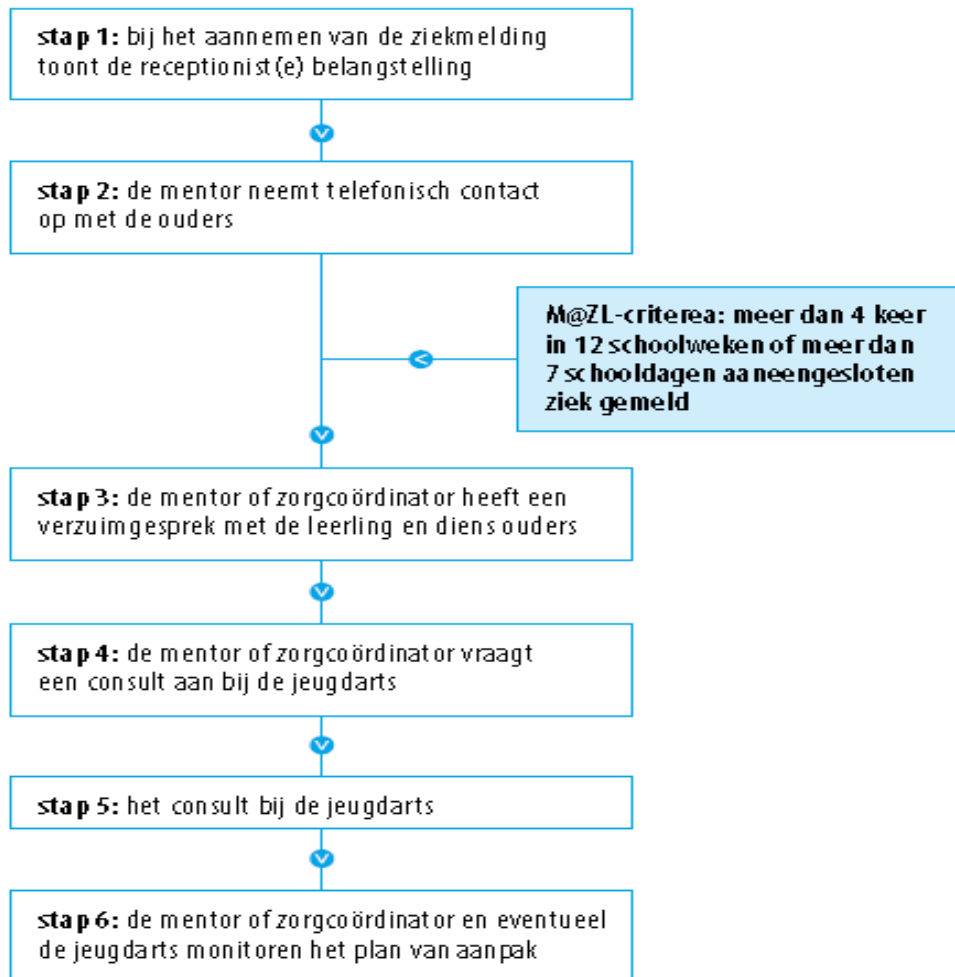 stap 1: bij het aannemen van de ziekmelding
toont de receptionist(e) belangstelling
stap 2: de mentor neemt telefonisch contact
op met de ouders
M@ZL-criterea: meer dan 4 keer
in 12 schoolweken of meer dan
7 schooldagen aaneengesloten
ziek gemeld
stap 3: de mentor of zorgcoördinator heeft een
verzuimgesprek met de leerling en diens ouders
stap 4: de mentor of zorgcoördinator vraagt
een consult aan bij de jeugdarts
stap 5: het consult bij de jeugdarts
stap 6: de mentor of zorgcoördinator en eventueel
de jeugdarts monitoren het plan van aanpak